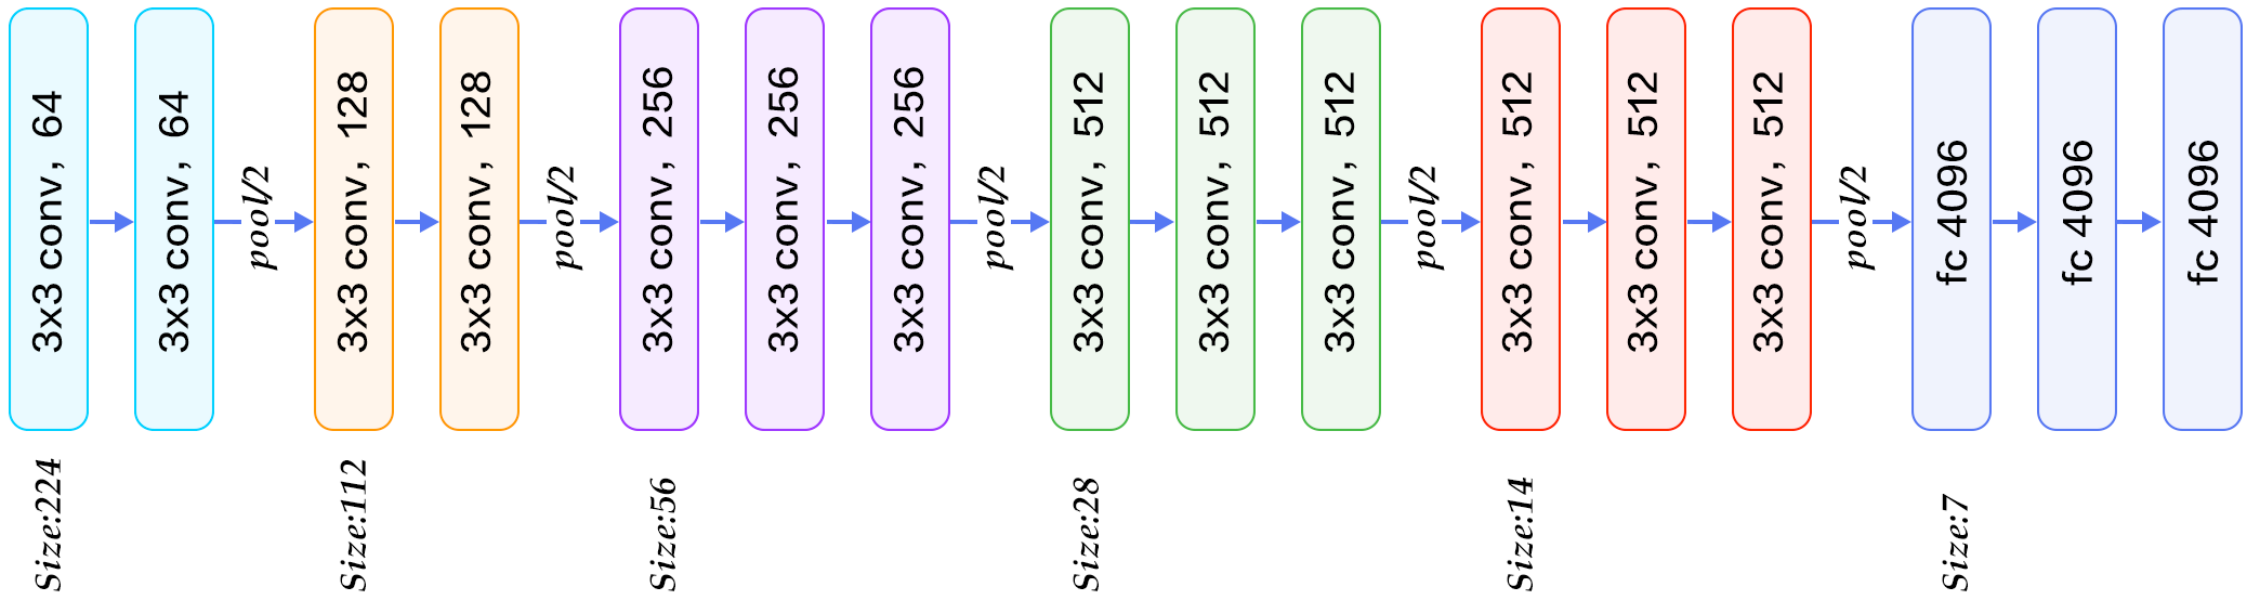 3x3 conv, 64
3x3 conv, 64
pool/2
3x3 conv, 128
3x3 conv, 128
pool/2
3x3 conv, 256
3x3 conv, 256
3x3 conv, 256
pool/2
3x3 conv, 512
3x3 conv, 512
3x3 conv, 512
pool/2
3x3 conv, 512
3x3 conv, 512
3x3 conv, 512
pool/2
fc 4096
fc 4096
fc 4096
Size:224
Size:112
Size:56
Size:28
Size:14
Size:7